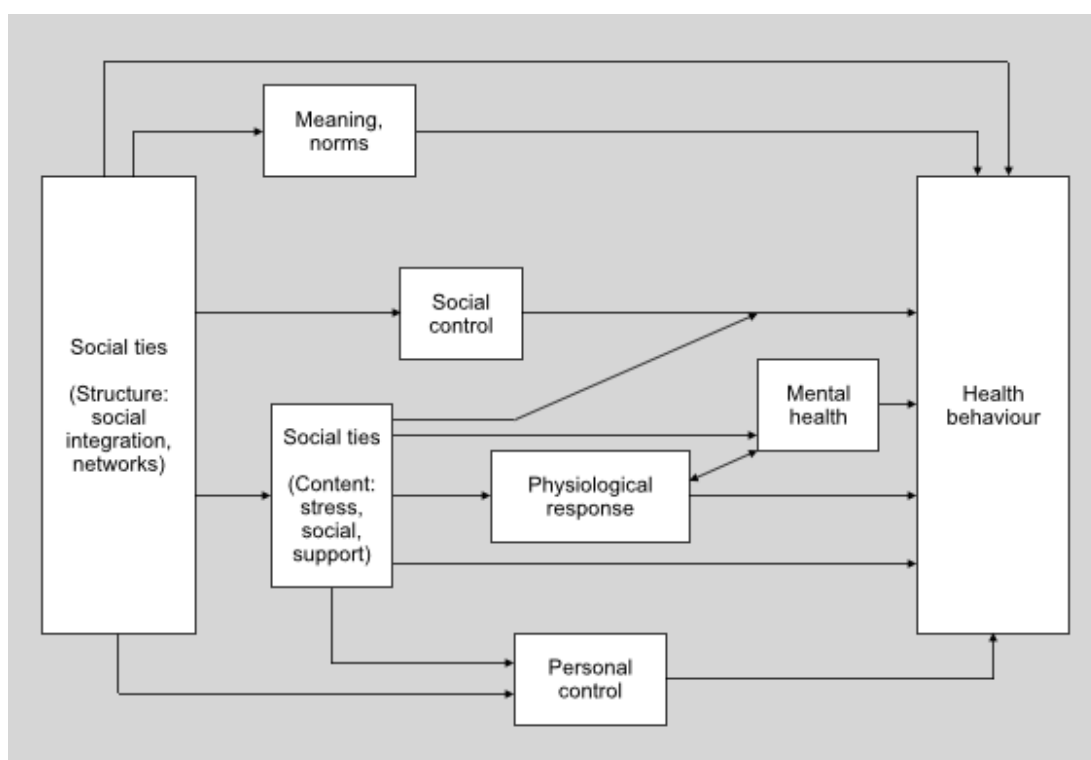 Meaning,
norms
Social
control
Social ties
(Structure:
social
integration,
networks)
Social ties
(Content:
stress,
social,
support)
Mental
health
Physiological
response
Health
behaviour
Personal
control